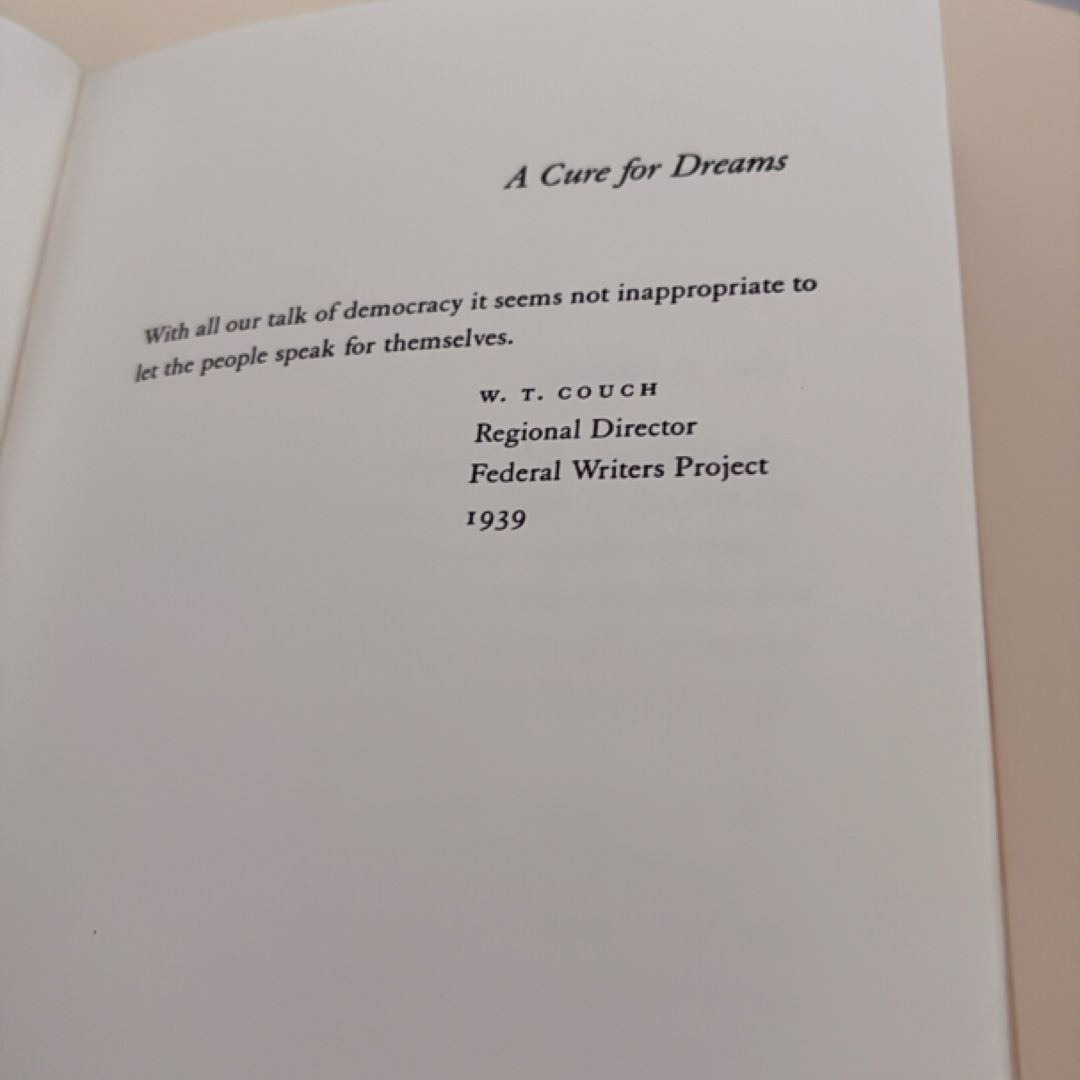 A Cure for Dreams
With all our talk of democracy it seems not inappropriate to
let the people speak for themselves.
W. T. COUCH
Regional Director
Federal Writers Project
1939